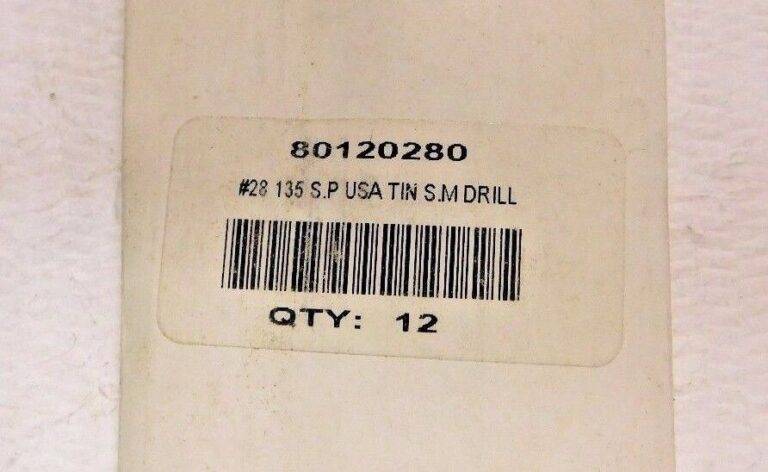 80120280
#28 135 S.P USA TIN S.M DRILL
QTY: 12